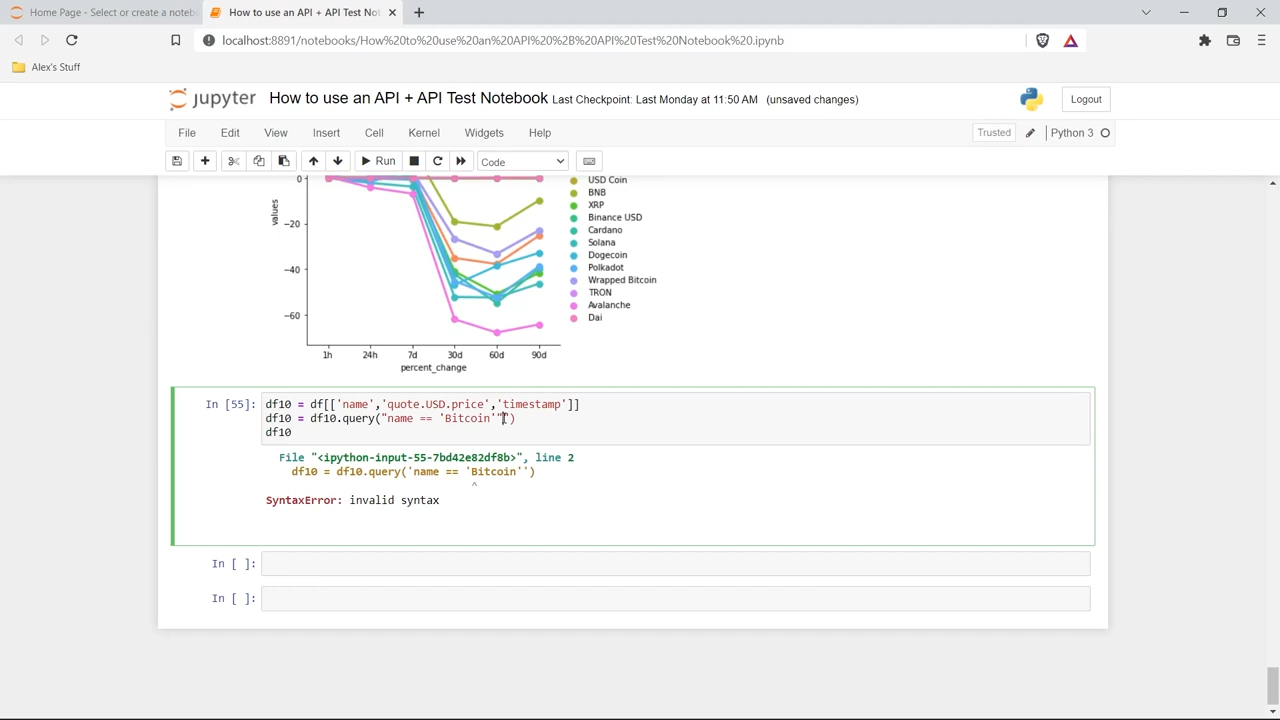 Home Page - Select or create a noteb
How to use an API + API Test Not
Alex's Stuff
localhost:8891/notebooks/How%20to%20use%20an%20API%20%2B%20API%20Test%20Notebook%20.ipynb
jupyter How to use an API + API Test Notebook Last Checkpoint: Last Monday at 11:50 AM (unsaved changes)
Logout
File Edit View Insert Cell Kernel Widgets Help
Trusted Python 3
Run Code
0
−20
−40
−60
values
1h 24h 7d 30d 60d 90d
percent_change
USD Coin
BNB
XRP
Binance USD
Cardano
Solana
Dogecoin
Polkadot
Wrapped Bitcoin
TRON
Avalanche
Dai
In [55]: df10 = df[['name','quote.USD.price','timestamp']]
df10 = df10.query("name == 'Bitcoin'"')
df10
File "<ipython-input-55-7bd42e82df8b>", line 2
df10 = df10.query('name == 'Bitcoin'')
^
SyntaxError: invalid syntax
In [ ]:
In [ ]: